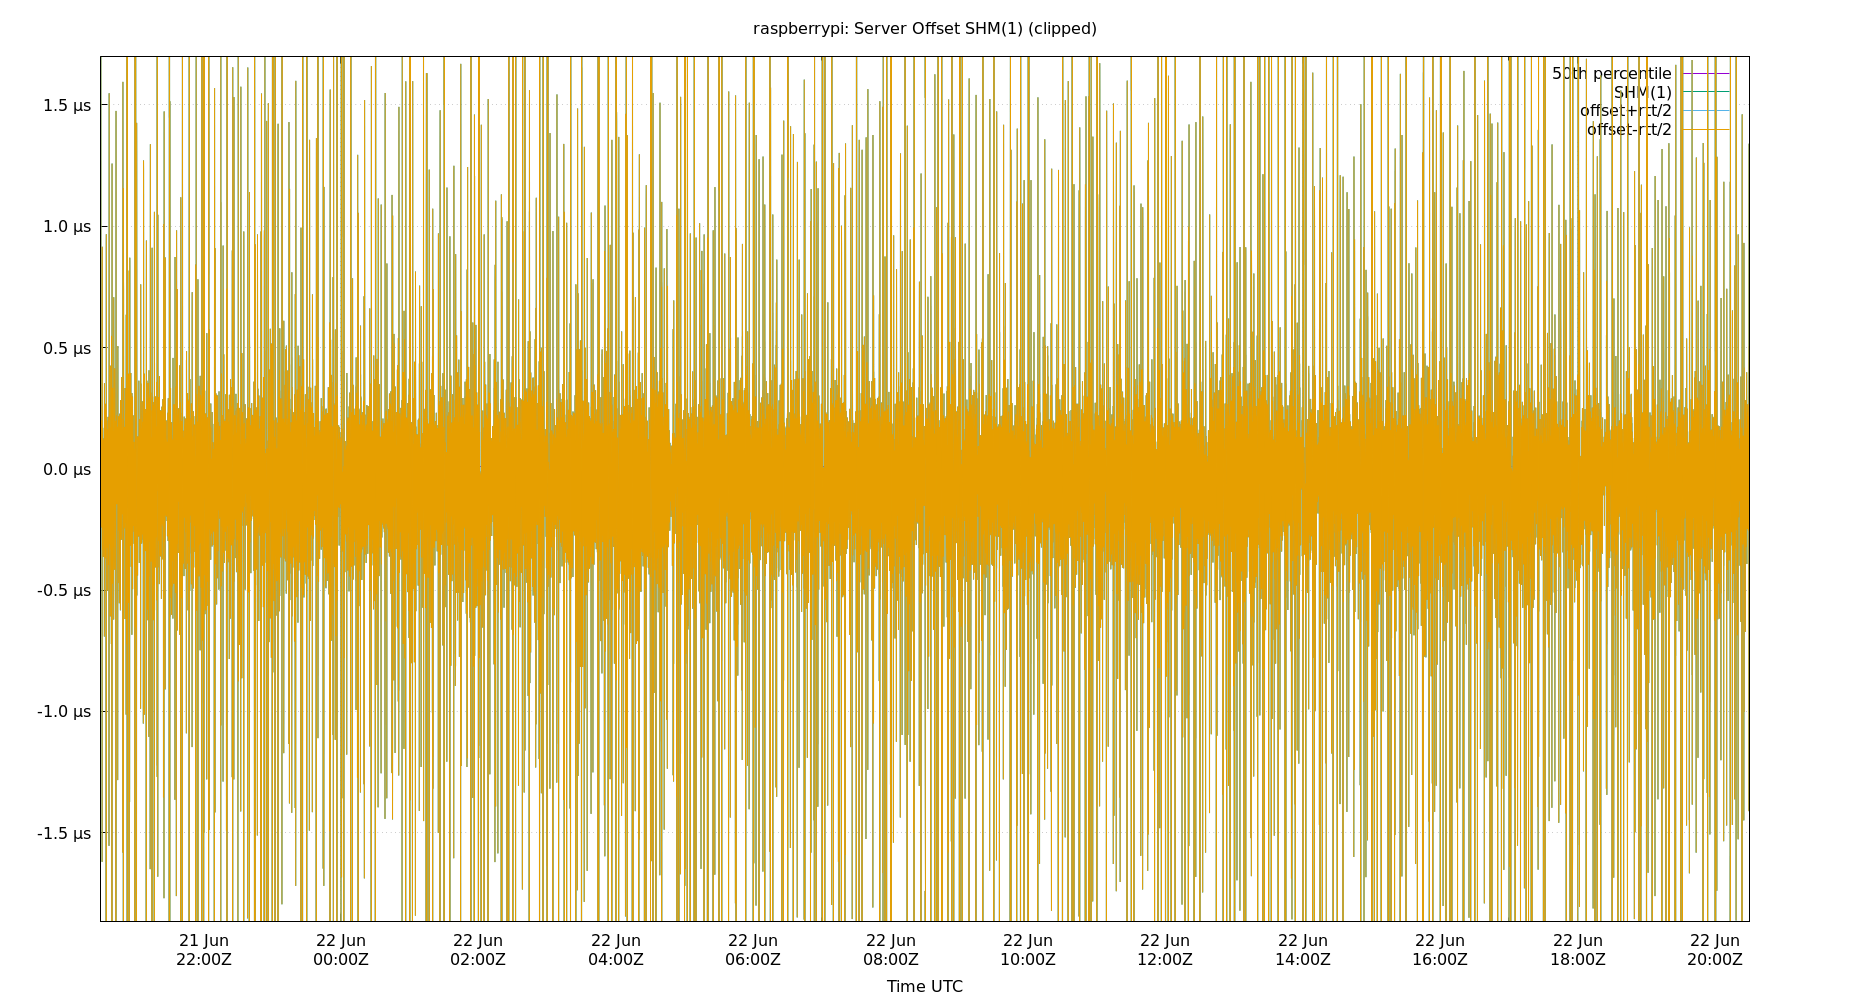 raspberrypi: Server Offset SHM(1) (clipped)
50th percentile
SHM(1)
offset+rtt/2
offset-rtt/2
1.5 µs
1.0 µs
0.5 µs
0.0 µs
-0.5 µs
-1.0 µs
-1.5 µs
21 Jun 22 Jun 22 Jun 22 Jun 22 Jun 22 Jun 22 Jun 22 Jun 22 Jun 22 Jun 22 Jun 22 Jun
22:00Z 00:00Z 02:00Z 04:00Z 06:00Z 08:00Z 10:00Z 12:00Z 14:00Z 16:00Z 18:00Z 20:00Z
Time UTC